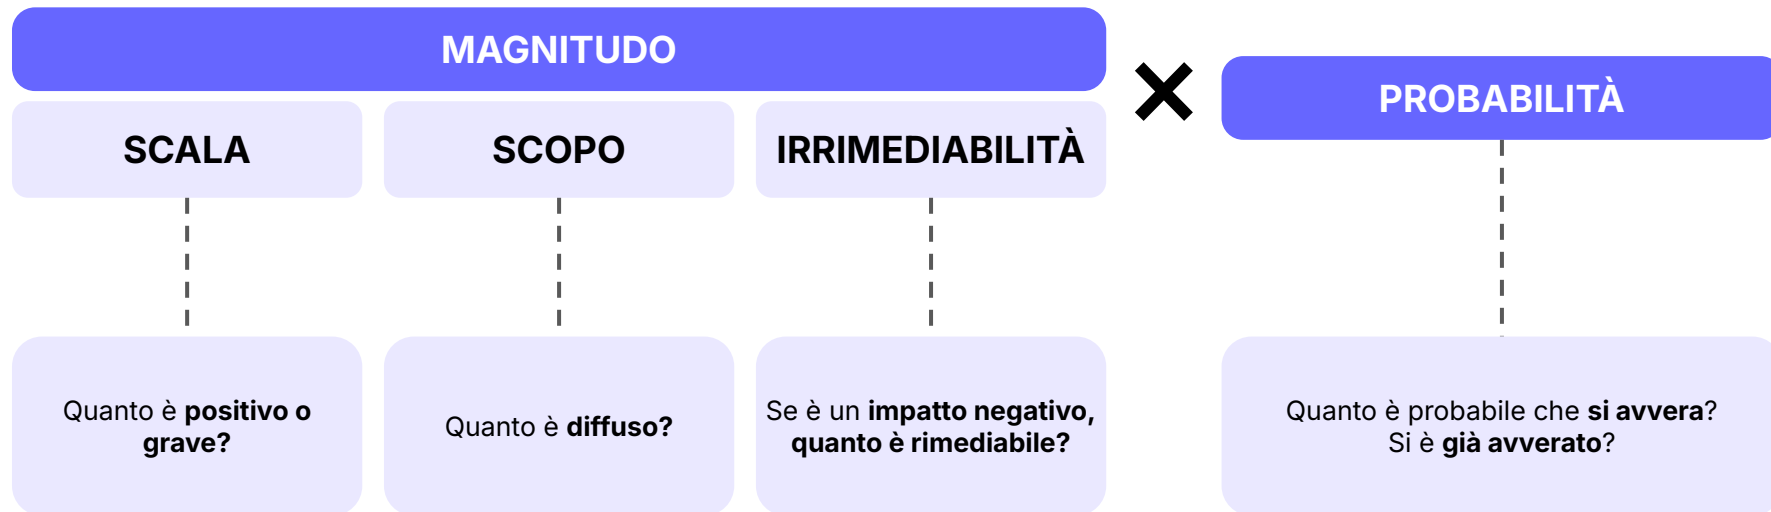 MAGNITUDO
PROBABILITÀ
SCALA
SCOPO
IRRIMEDIABILITÀ
Quanto è positivo o
grave?
Quanto è diffuso?
Se è un impatto negativo,
quanto è rimediabile?
Quanto è probabile che si avvera?
Si è già avverato?